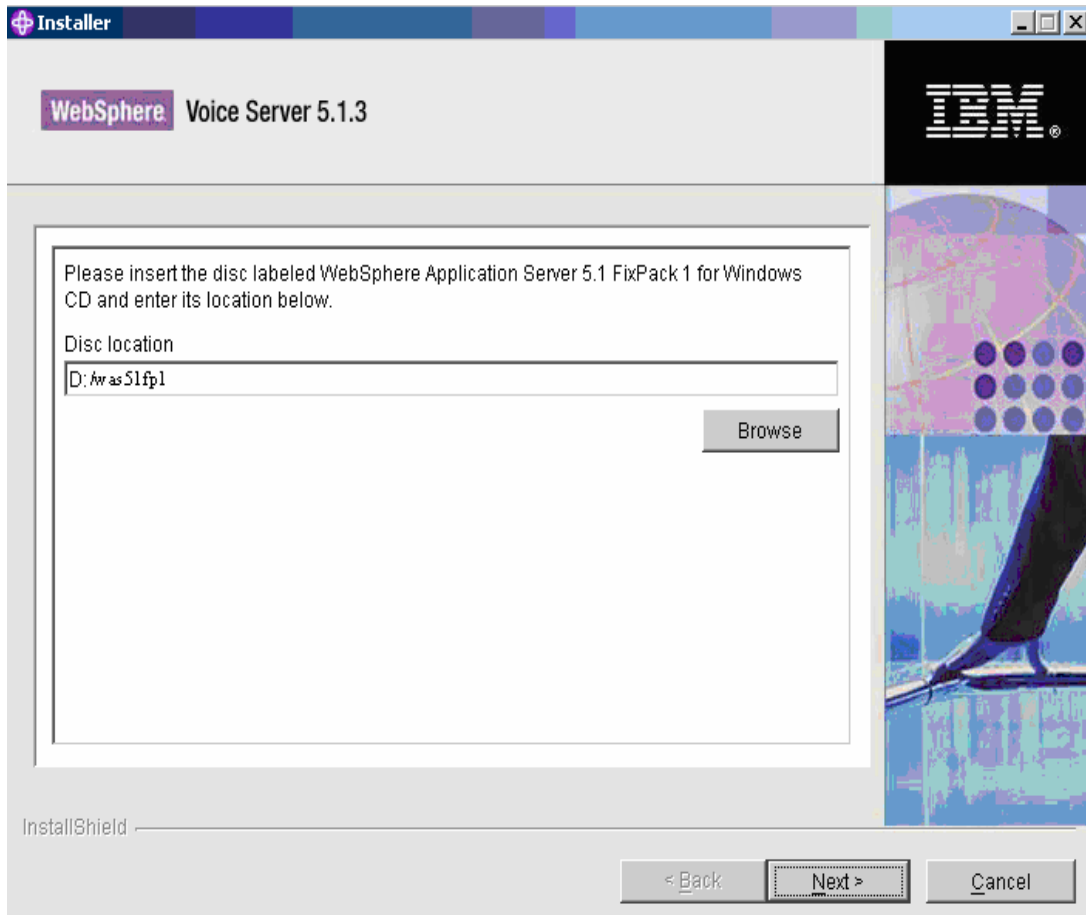 Installer
WebSphere Voice Server 5.1.3
IBM®
Please insert the disc labeled WebSphere Application Server 5.1 FixPack 1 for Windows
CD and enter its location below.
Disc location
D:/was51fp1
Browse
InstallShield
< Back
Next >
Cancel